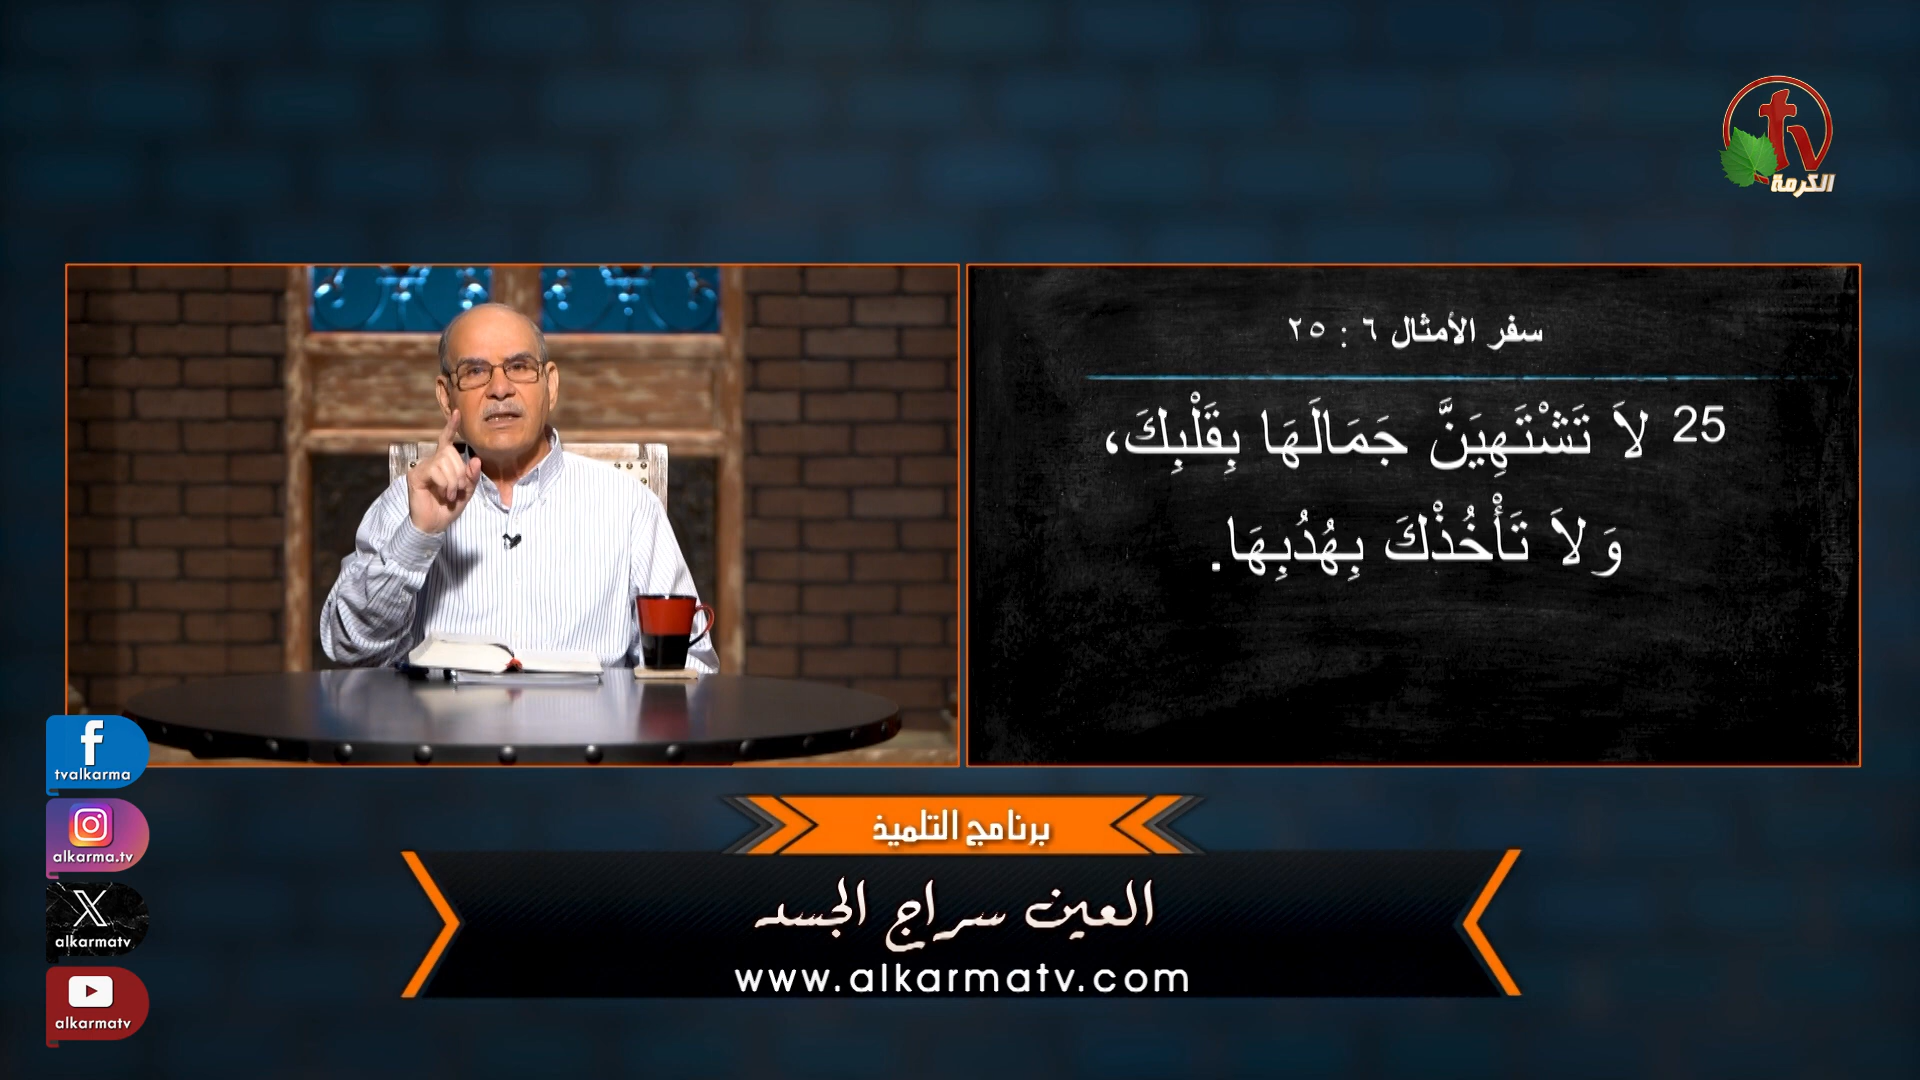 tv
الكرمة
سفر الأمثال ٦ : ٢٥
25 لاَ تَشْتَهِيَنَّ جَمَالَهَا بِقَلْبِكَ،
وَلاَ تَأْخُذْكَ بِهُدُبِهَا.
tvalkarma
alkarma.tv
alkarmatv
alkarmatv
برنامج التلميذ
العين سراج الجسد
www.alkarmatv.com